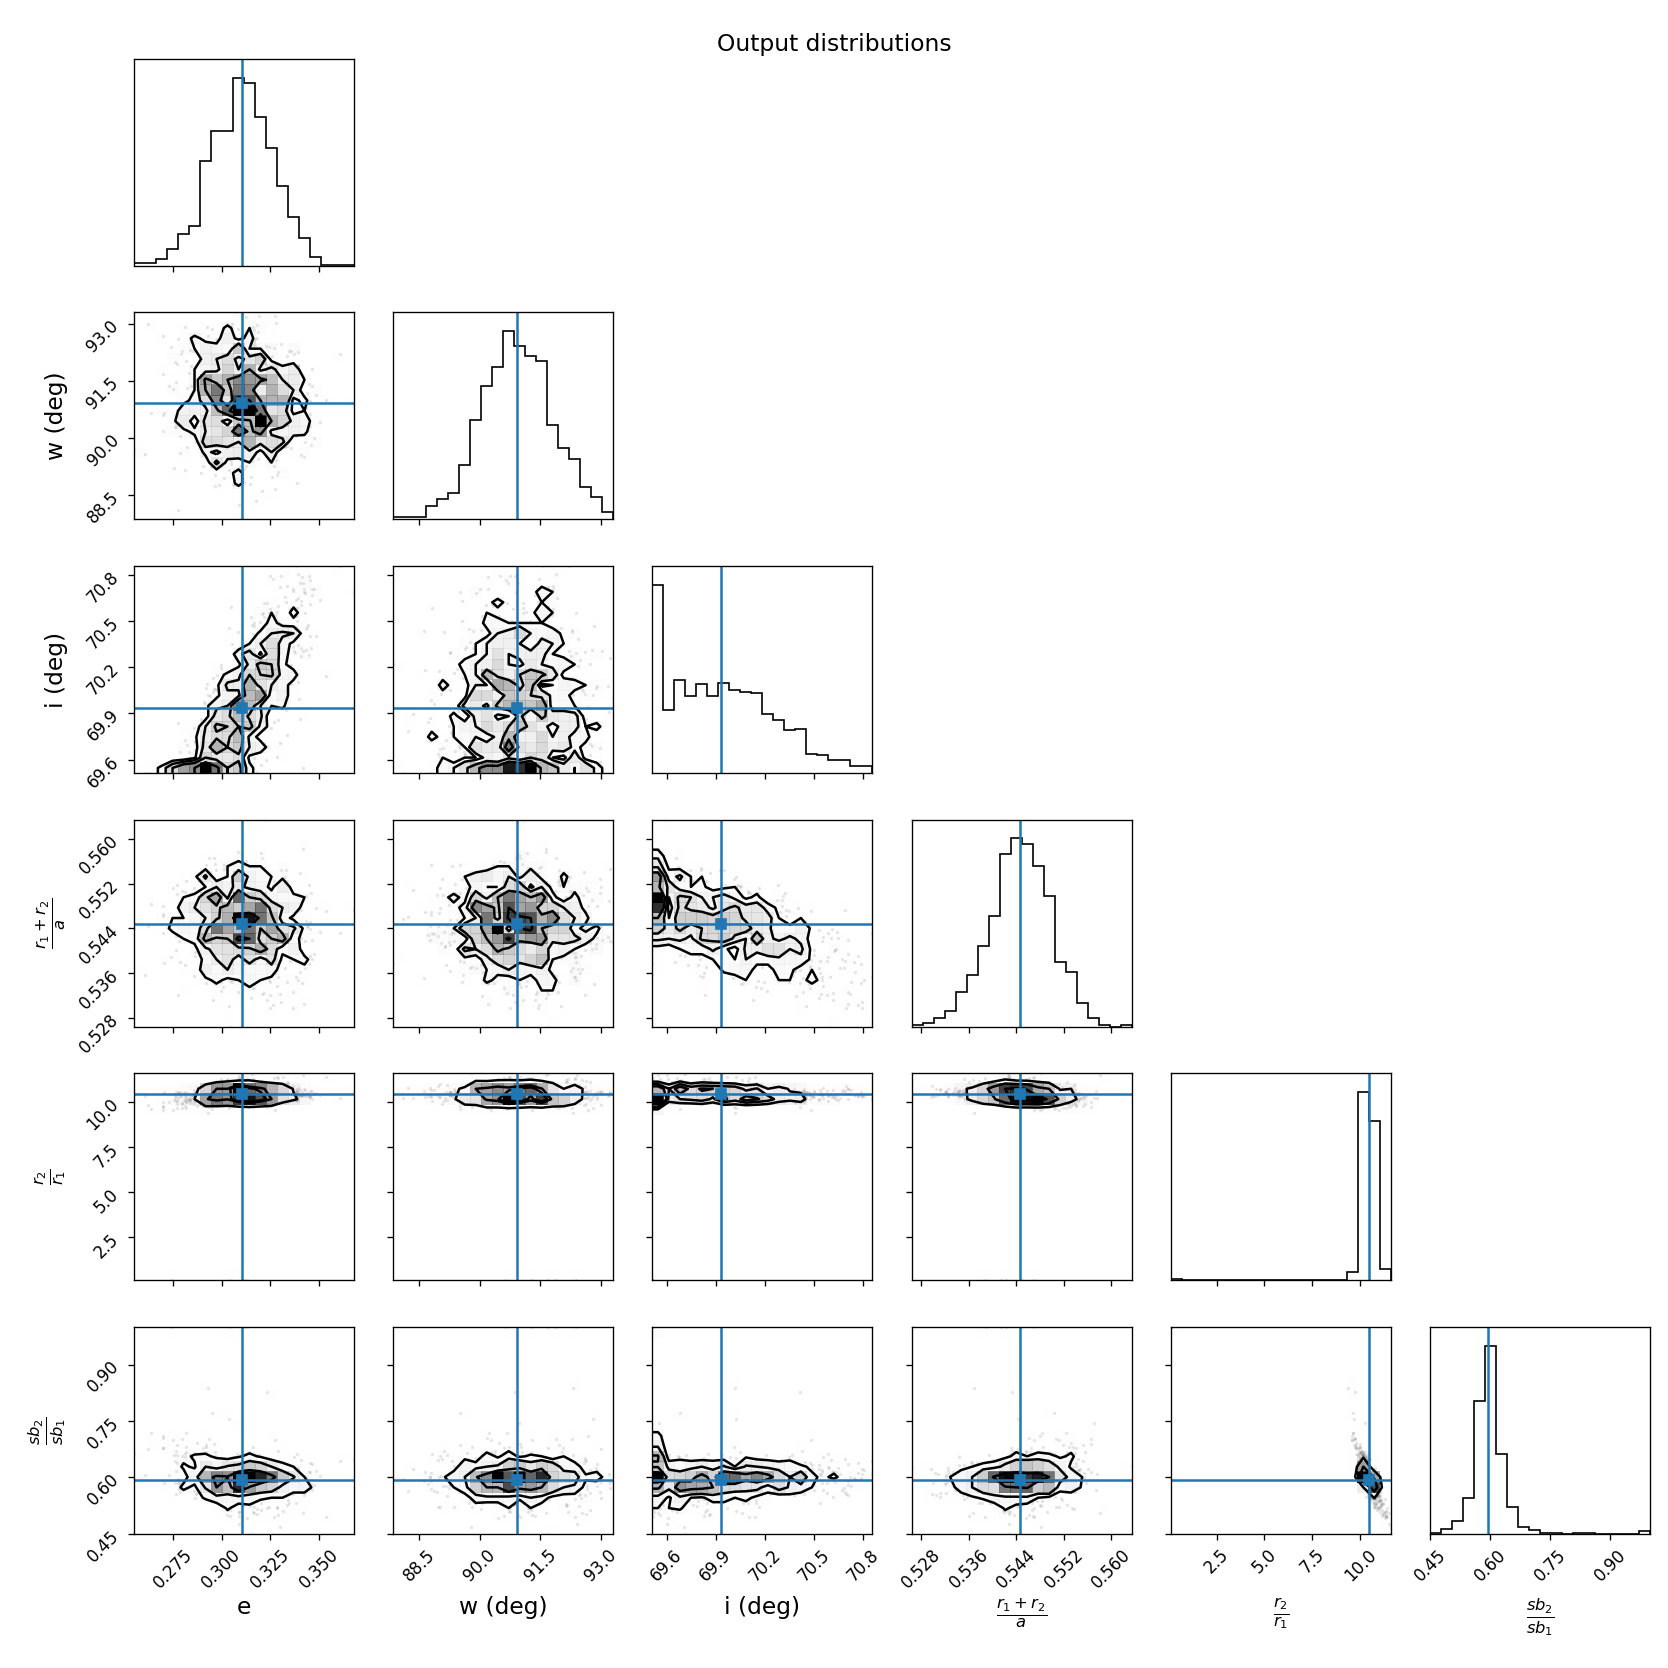 Output distributions
93.0
91.5
90.0
88.5
w (deg)
70.8
70.5
70.2
69.9
69.6
i (deg)
0.560
0.552
0.544
0.536
0.528
r₁ + r₂
a
10.0
7.5
5.0
2.5
r₂
r₁
0.90
0.75
0.60
0.45
sb₂
sb₁
0.275 0.300 0.325 0.350
88.5 90.0 91.5 93.0
69.6 69.9 70.2 70.5 70.8
0.528 0.536 0.544 0.552 0.560
2.5 5.0 7.5 10.0
0.45 0.60 0.75 0.90
e
w (deg)
i (deg)
r₁ + r₂
a
r₂
r₁
sb₂
sb₁